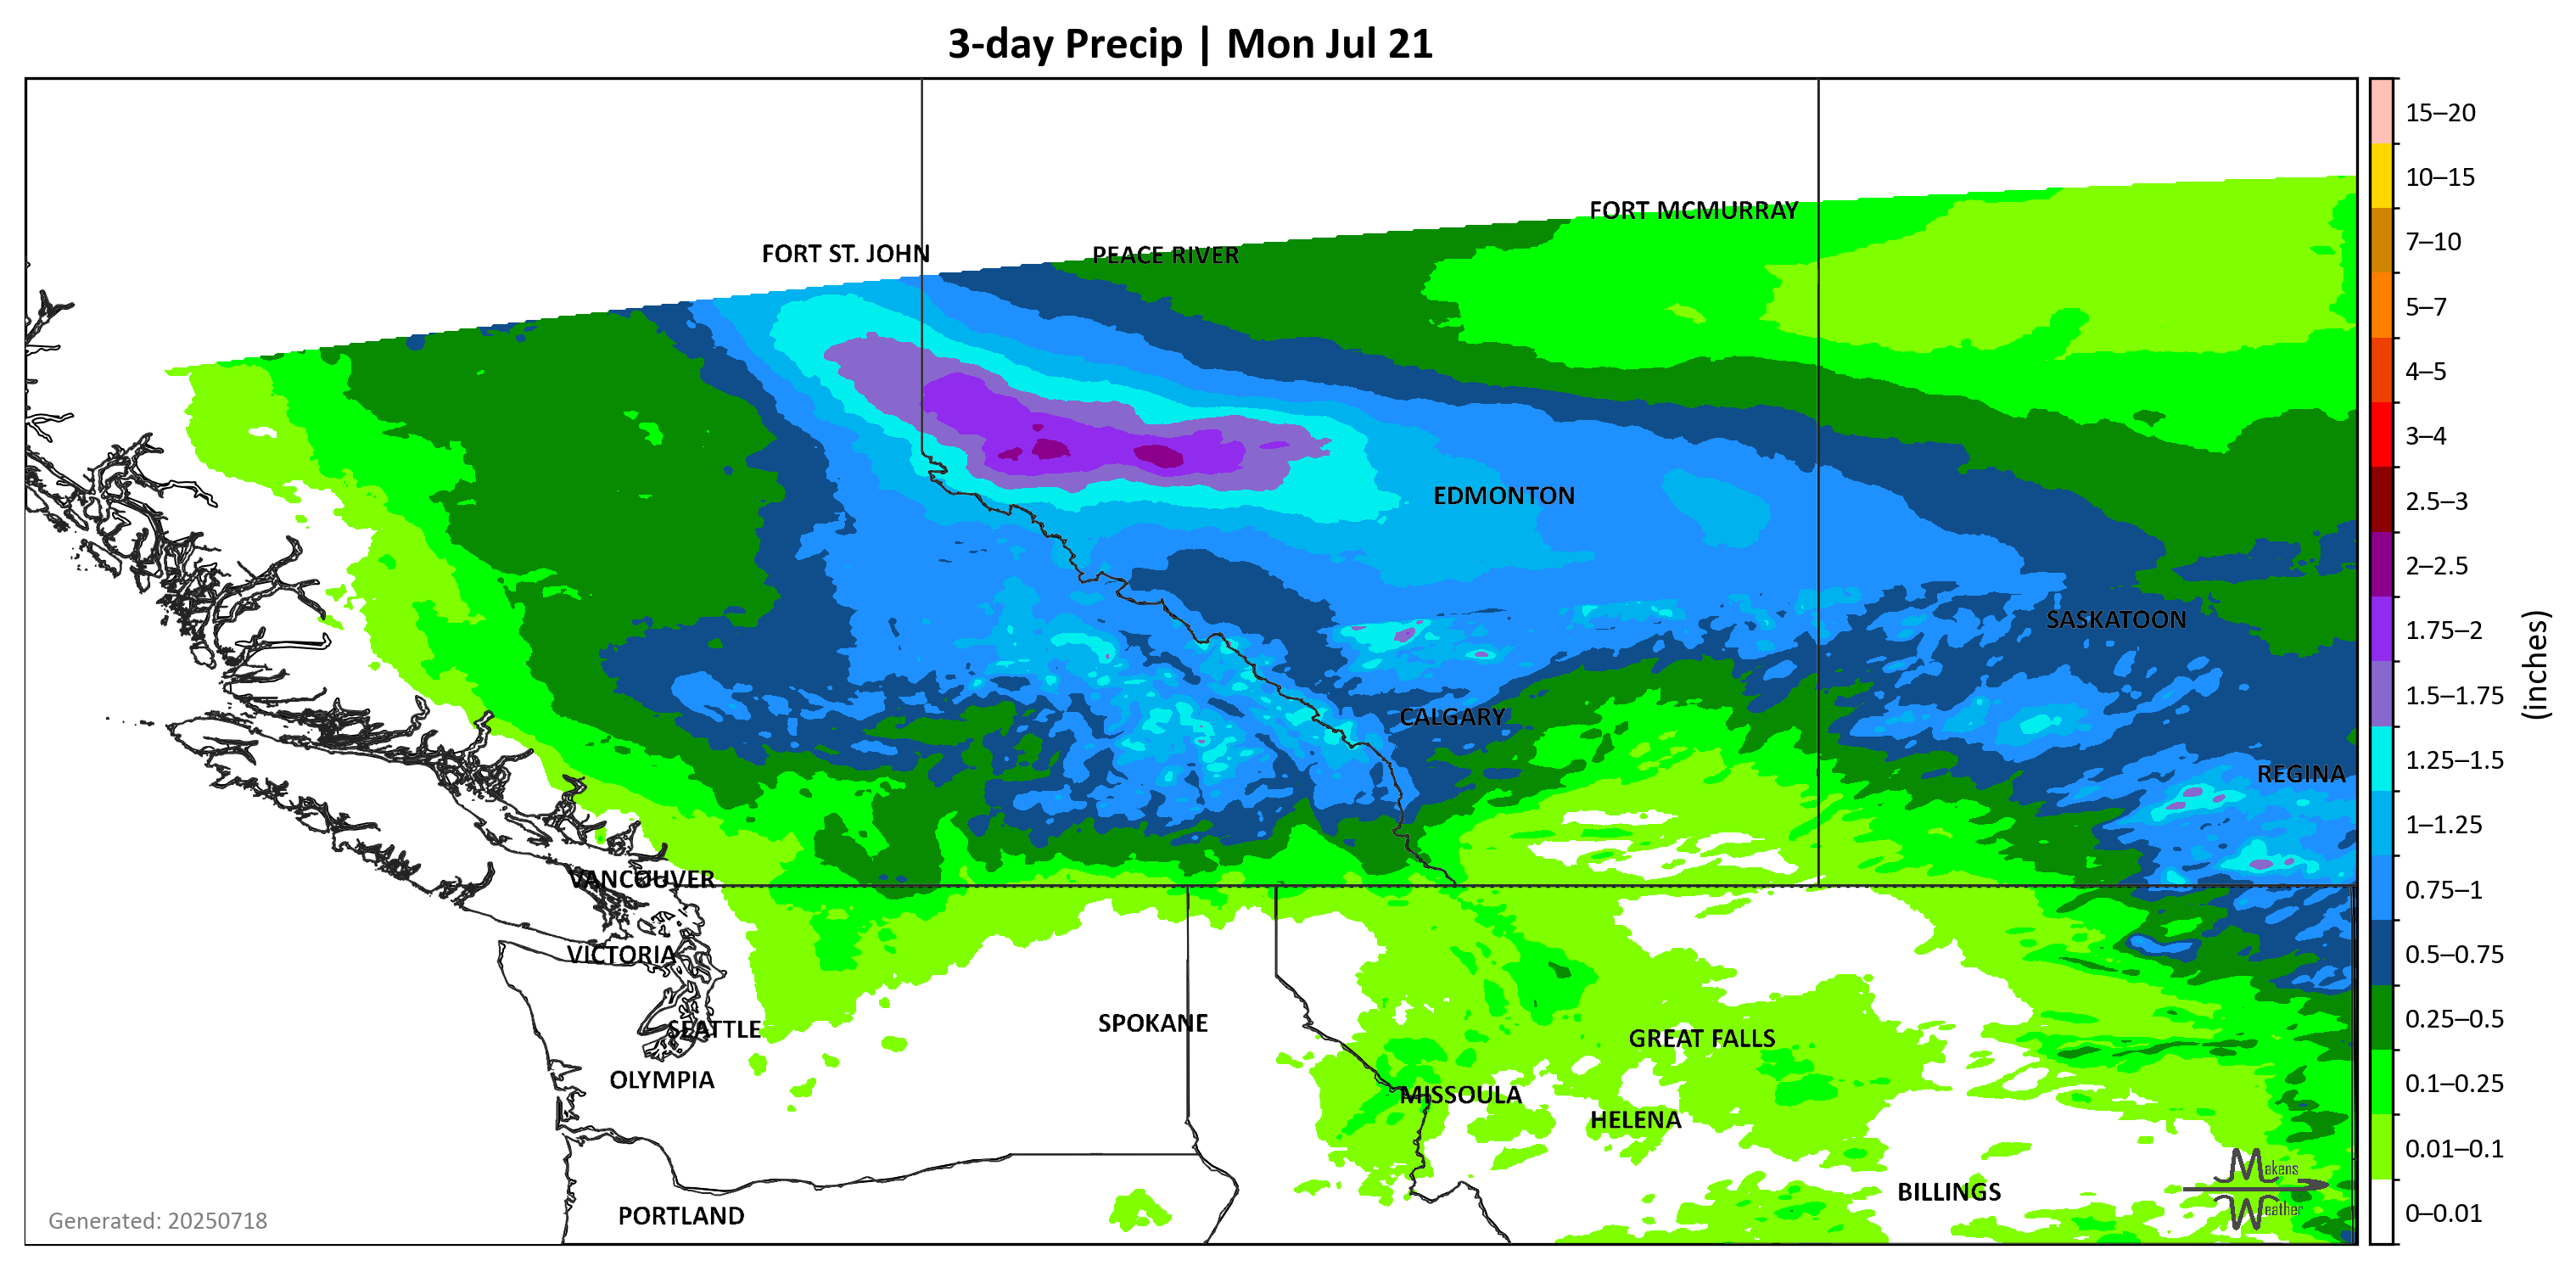 3-day Precip | Mon Jul 21
FORT MCMURRAY
FORT ST. JOHN
PEACE RIVER
EDMONTON
SASKATOON
CALGARY
REGINA
VANCOUVER
VICTORIA
SPOKANE
SEATTLE
GREAT FALLS
OLYMPIA
MISSOULA
HELENA
BILLINGS
PORTLAND
Makens
Weather
Generated: 20250718
15–20
10–15
7–10
5–7
4–5
3–4
2.5–3
2–2.5
1.75–2
1.5–1.75
1.25–1.5
1–1.25
0.75–1
0.5–0.75
0.25–0.5
0.1–0.25
0.01–0.1
0–0.01
(inches)